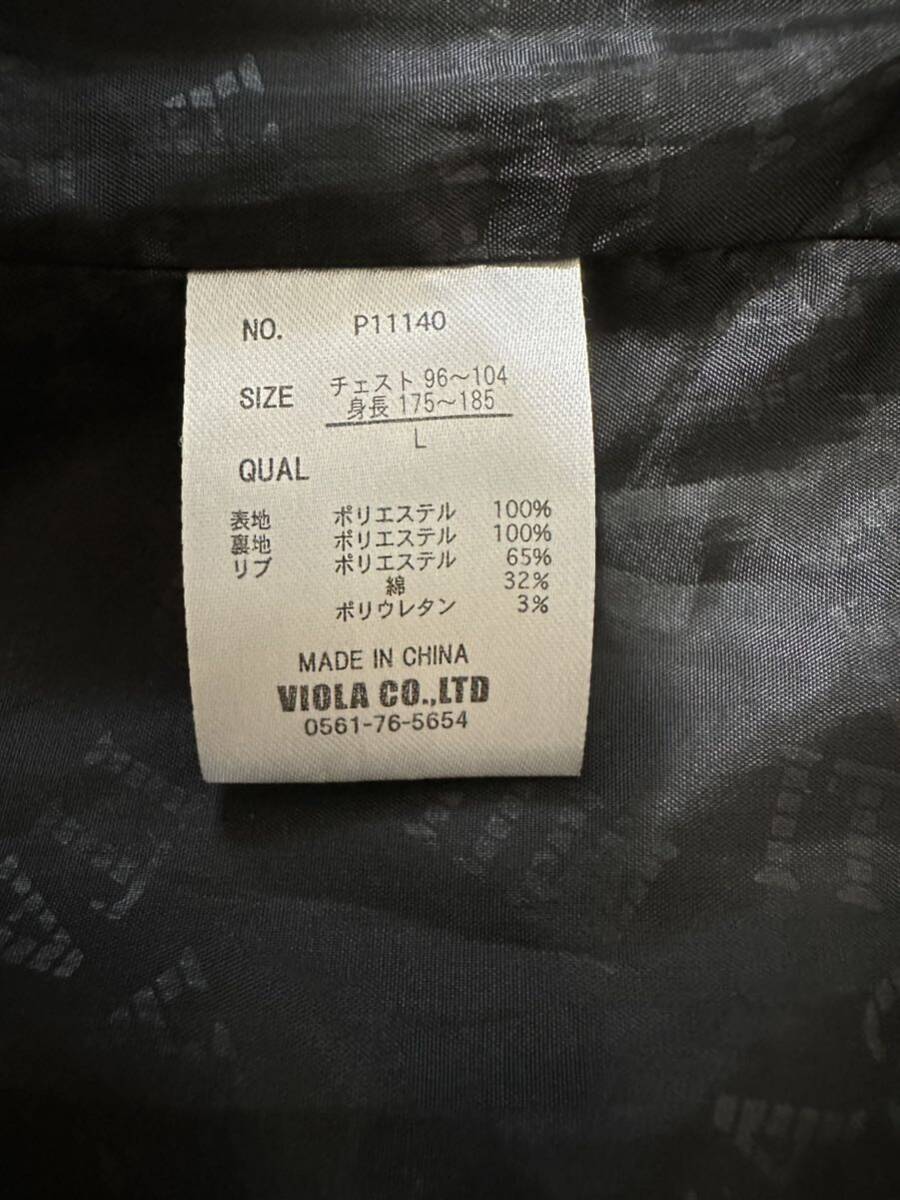 NO. P11140
SIZE チェスト 96～104
身長 175～185
L
QUAL
表地 ポリエステル 100%
裏地 ポリエステル 100%
リブ ポリエステル 65%
綿 32%
ポリウレタン 3%
MADE IN CHINA
VIOLA CO.,LTD
0561-76-5654